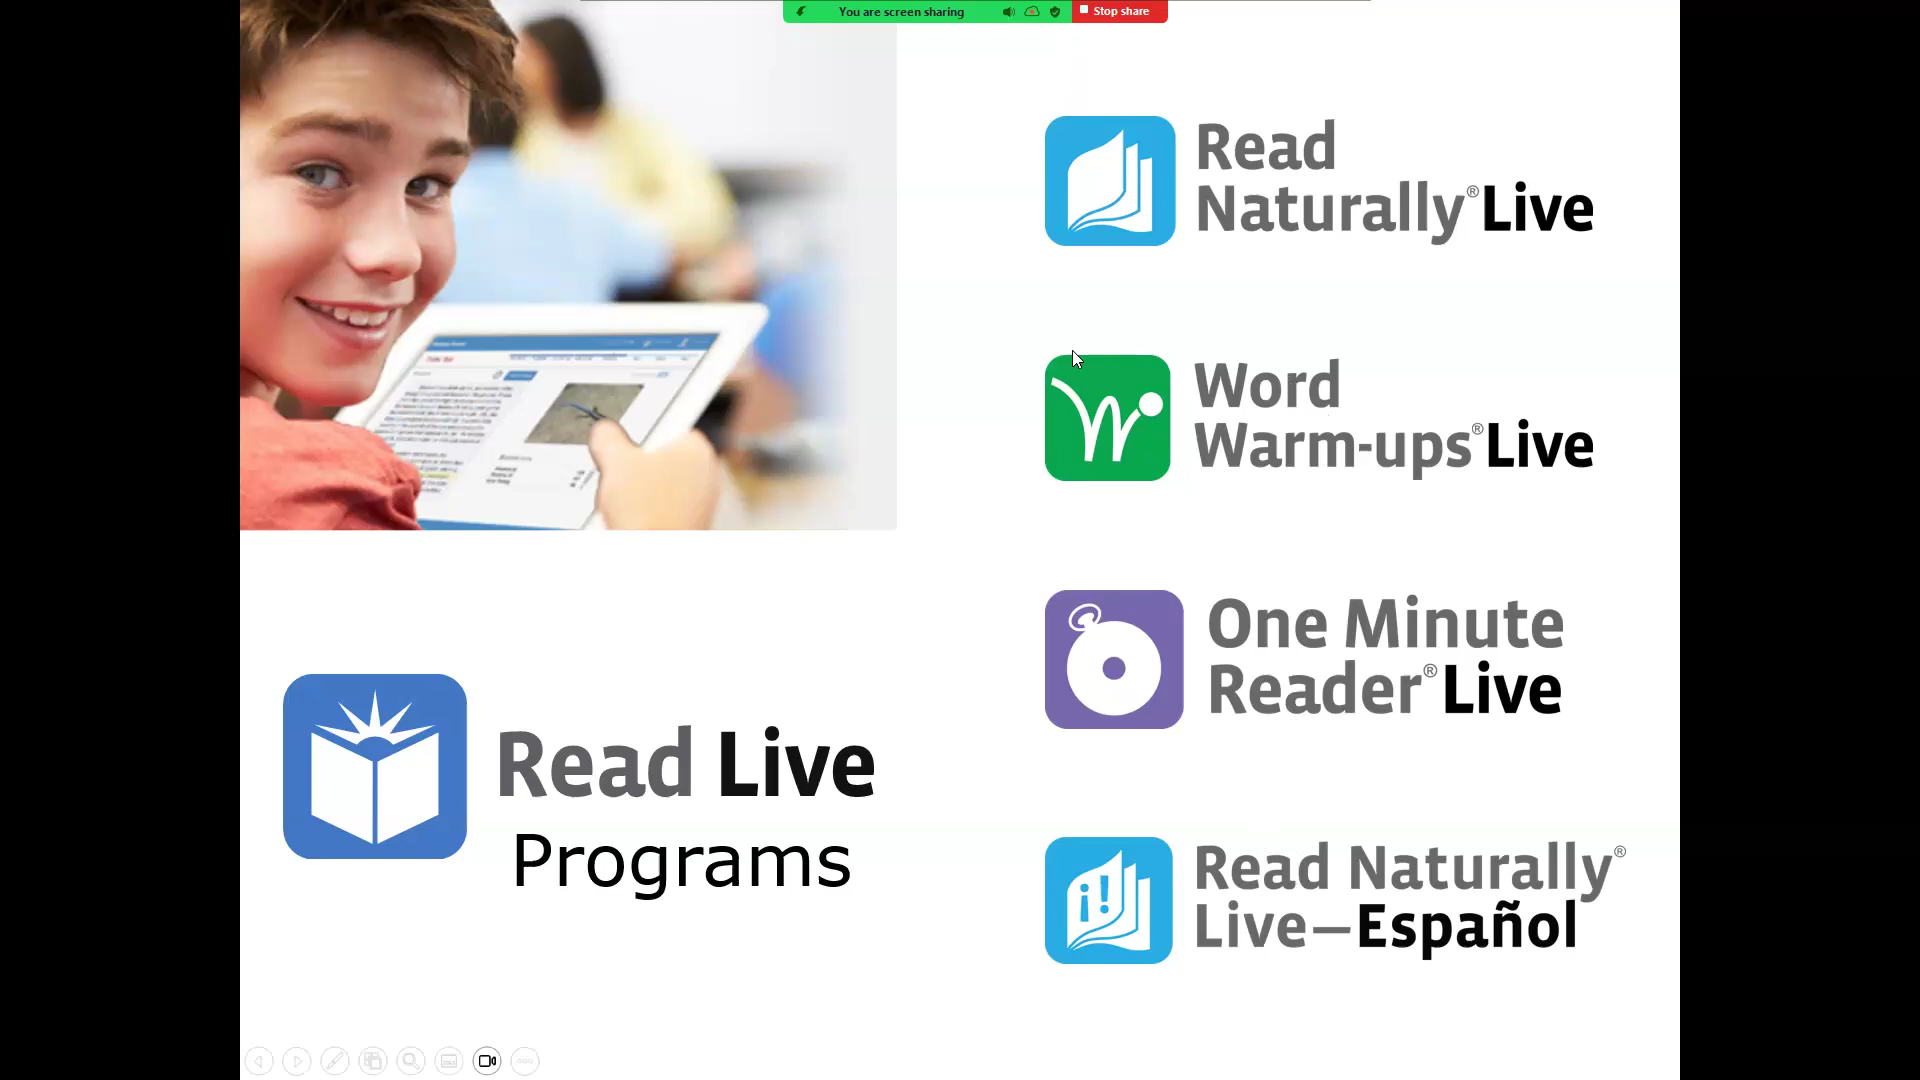 You are screen sharing
Stop share
Read
Naturally® Live
Word
Warm-ups® Live
One Minute
Reader® Live
Read Live
Programs
Read Naturally®
Live—Español